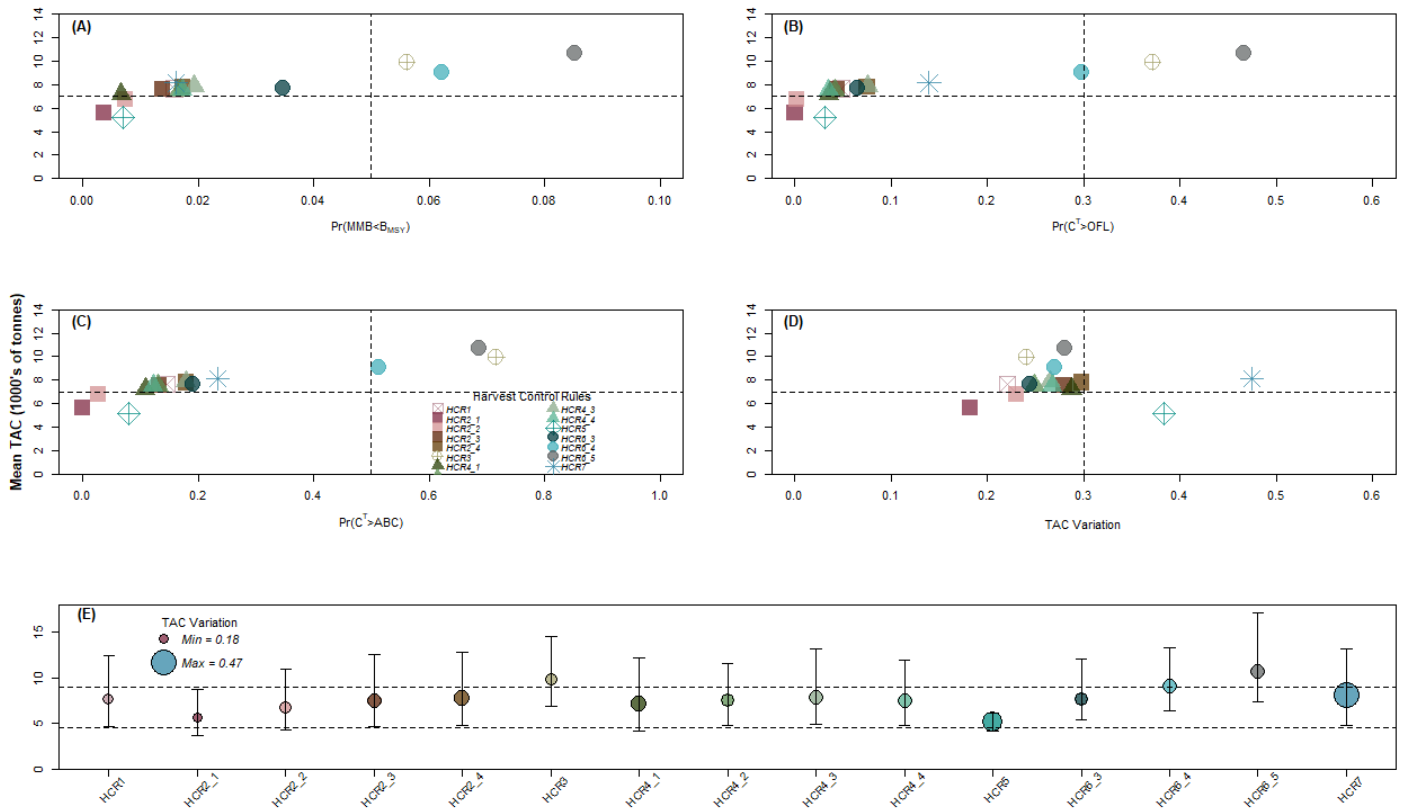 (A)
14
12
10
8
6
4
2
0
0.00 0.02 0.04 0.06 0.08 0.10
Pr(MMB<B_MSY)
(B)
14
12
10
8
6
4
2
0
0.0 0.1 0.2 0.3 0.4 0.5 0.6
Pr(C^T>OFL)
Mean TAC (1000's of tonnes)
(C)
14
12
10
8
6
4
2
0
Harvest Control Rules
HCR1
HCR2_1
HCR2_2
HCR2_3
HCR2_4
HCR3
HCR4_1
HCR4_3
HCR4_4
HCR5
HCR6_3
HCR6_4
HCR6_5
HCR7
0.0 0.2 0.4 0.6 0.8 1.0
Pr(C^T>ABC)
(D)
14
12
10
8
6
4
2
0
0.0 0.1 0.2 0.3 0.4 0.5 0.6
TAC Variation
(E)
TAC Variation
Min = 0.18
Max = 0.47
15
10
5
0
HCR1
HCR2_1
HCR2_2
HCR2_3
HCR2_4
HCR3
HCR4_1
HCR4_2
HCR4_3
HCR4_4
HCR5
HCR6_3
HCR6_4
HCR6_5
HCR7